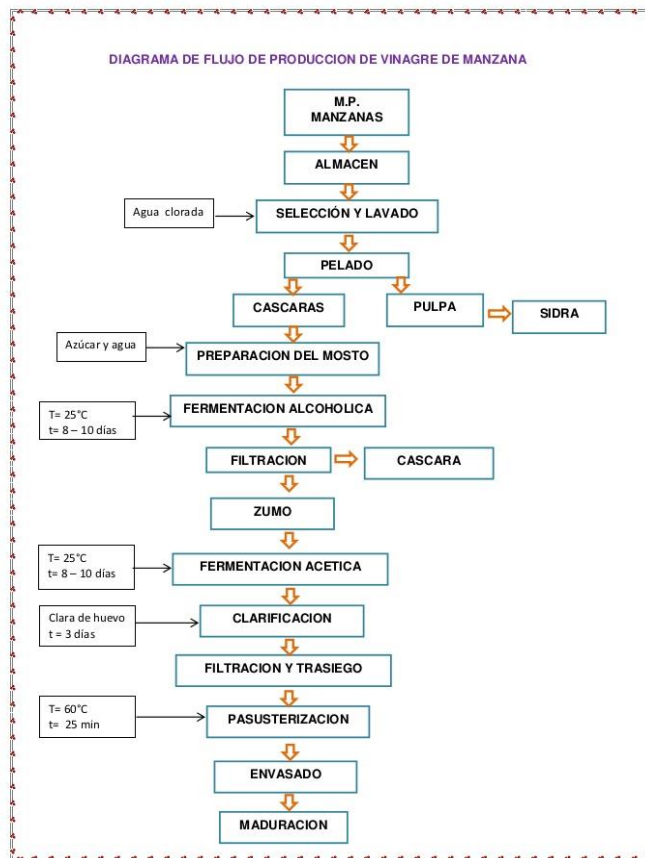 DIAGRAMA DE FLUJO DE PRODUCCION DE VINAGRE DE MANZANA
M.P.
MANZANAS
ALMACEN
Agua clorada
SELECCIÓN Y LAVADO
PELADO
CASCARAS
PULPA
SIDRA
Azúcar y agua
PREPARACION DEL MOSTO
T= 25°C
t= 8 – 10 días
FERMENTACION ALCOHOLICA
FILTRACION
CASCARA
ZUMO
T= 25°C
t= 8 – 10 días
FERMENTACION ACETICA
Clara de huevo
t = 3 días
CLARIFICACION
FILTRACION Y TRASIEGO
T= 60°C
t= 25 min
PASUSTERIZACION
ENVASADO
MADURACION